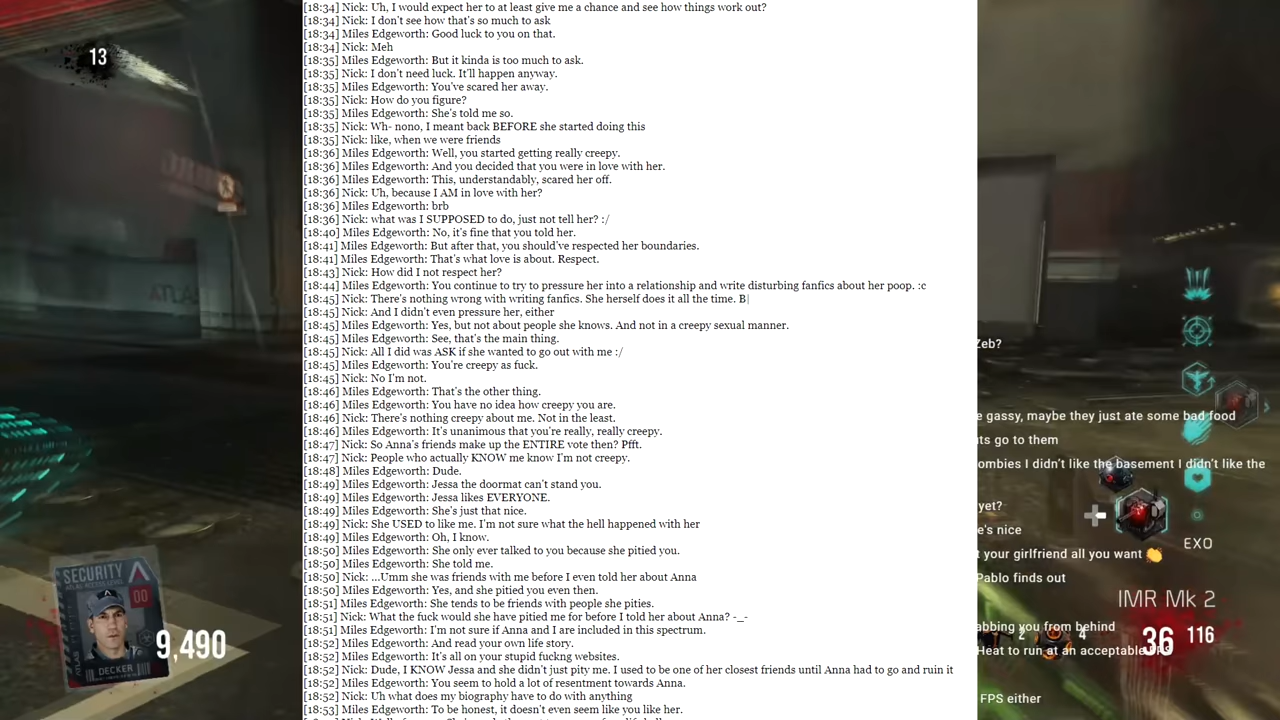 [18:34] Nick: Uh, I would expect her to at least give me a chance and see how things work out?
[18:34] Nick: I don't see how that's so much to ask
[18:34] Miles Edgeworth: Good luck to you on that.
[18:34] Nick: Meh
[18:35] Miles Edgeworth: But it kinda is too much to ask.
[18:35] Nick: I don't need luck. It'll happen anyway.
[18:35] Miles Edgeworth: You've scared her away.
[18:35] Nick: How do you figure?
[18:35] Miles Edgeworth: She's told me so.
[18:35] Nick: Wh- nono, I meant back BEFORE she started doing this
[18:35] Nick: like, when we were friends
[18:36] Miles Edgeworth: Well, you started getting really creepy.
[18:36] Miles Edgeworth: And you decided that you were in love with her.
[18:36] Miles Edgeworth: This, understandably, scared her off.
[18:36] Nick: Uh, because I AM in love with her?
[18:36] Miles Edgeworth: brb
[18:36] Nick: what was I SUPPOSED to do, just not tell her? :/
[18:40] Miles Edgeworth: No, it's fine that you told her.
[18:41] Miles Edgeworth: But after that, you should've respected her boundaries.
[18:41] Miles Edgeworth: That's what love is about. Respect.
[18:43] Nick: How did I not respect her?
[18:44] Miles Edgeworth: You continue to try to pressure her into a relationship and write disturbing fanfics about her poop. :c
[18:45] Nick: There's nothing wrong with writing fanfics. She herself does it all the time. B|
[18:45] Nick: And I didn't even pressure her, either
[18:45] Miles Edgeworth: Yes, but not about people she knows. And not in a creepy sexual manner.
[18:45] Miles Edgeworth: See, that's the main thing.
[18:45] Nick: All I did was ASK if she wanted to go out with me :/
[18:45] Miles Edgeworth: You're creepy as fuck.
[18:45] Nick: No I'm not.
[18:46] Miles Edgeworth: That's the other thing.
[18:46] Miles Edgeworth: You have no idea how creepy you are.
[18:46] Nick: There's nothing creepy about me. Not in the least.
[18:46] Miles Edgeworth: It's unanimous that you're really, really creepy.
[18:47] Nick: So Anna's friends make up the ENTIRE vote then? Pfft.
[18:47] Nick: People who actually KNOW me know I'm not creepy.
[18:48] Miles Edgeworth: Dude.
[18:49] Miles Edgeworth: Jessa the doormat can't stand you.
[18:49] Miles Edgeworth: Jessa likes EVERYONE.
[18:49] Miles Edgeworth: She's just that nice.
[18:49] Nick: She USED to like me. I'm not sure what the hell happened with her
[18:49] Miles Edgeworth: Oh, I know.
[18:50] Miles Edgeworth: She only ever talked to you because she pitied you.
[18:50] Miles Edgeworth: She told me.
[18:50] Nick: ...Umm she was friends with me before I even told her about Anna
[18:50] Miles Edgeworth: Yes, and she pitied you even then.
[18:51] Miles Edgeworth: She tends to be friends with people she pities.
[18:51] Nick: What the fuck would she have pitied me for before I told her about Anna? -_-
[18:51] Miles Edgeworth: I'm not sure if Anna and I are included in this spectrum.
[18:52] Miles Edgeworth: And read your own life story.
[18:52] Miles Edgeworth: It's all on your stupid fuckng websites.
[18:52] Nick: Dude, I KNOW Jessa and she didn't just pity me. I used to be one of her closest friends until Anna had to go and ruin it
[18:52] Miles Edgeworth: You seem to hold a lot of resentment towards Anna.
[18:52] Nick: Uh what does my biography have to do with anything
[18:53] Miles Edgeworth: To be honest, it doesn't even seem like you like her.
13
ATLAS
SECURITY
ATLAS ACCESS LEVEL
00
DECKER
9,490
Zeb?
e gassy, maybe they just ate some bad food
ts go to them
ombies I didn't like the basement I didn't like the
yet?
e's nice
t your girlfriend all you want 👏
Pablo finds out
abbing you from behind
Heat to run at an acceptable FPS
FPS either
EXO
IMR Mk 2
2
4
36 116